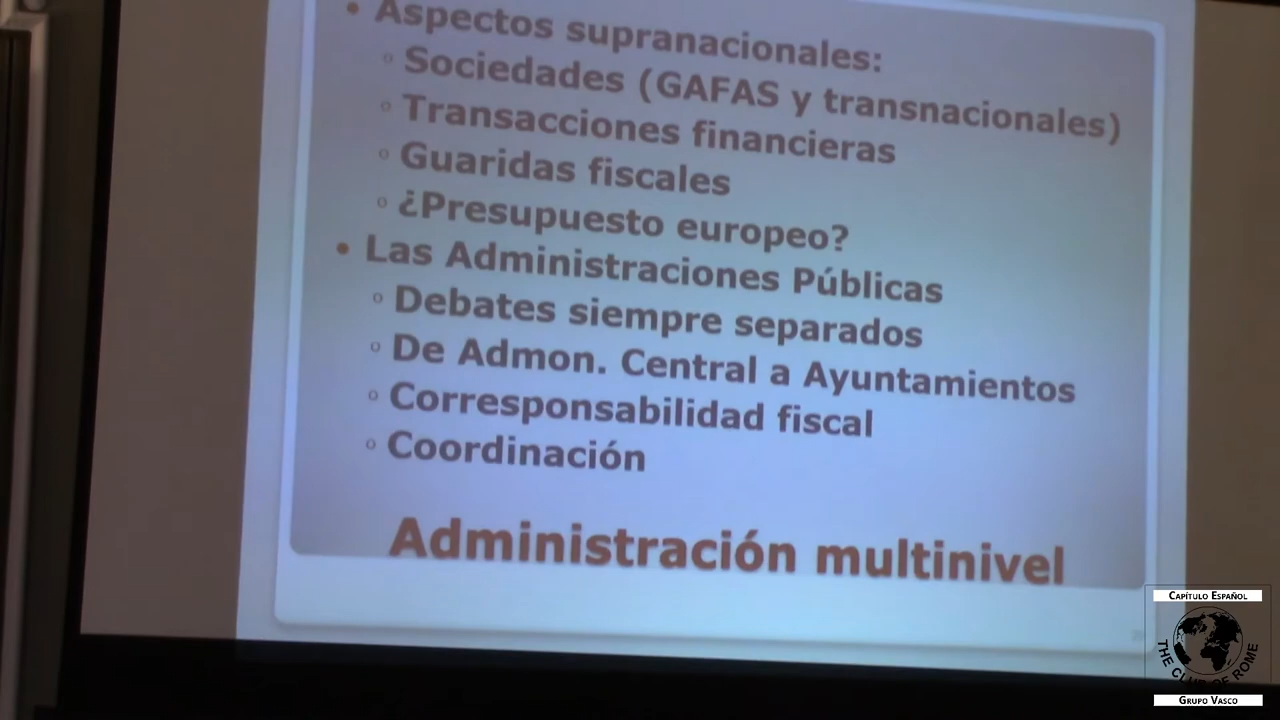 • Aspectos supranacionales:
◦ Sociedades (GAFAS y transnacionales)
◦ Transacciones financieras
◦ Guaridas fiscales
◦ ¿Presupuesto europeo?
• Las Administraciones Públicas
◦ Debates siempre separados
◦ De Admon. Central a Ayuntamientos
◦ Corresponsabilidad fiscal
◦ Coordinación
Administración multinivel
Capítulo Español
THE CLUB OF ROME
Grupo Vasco